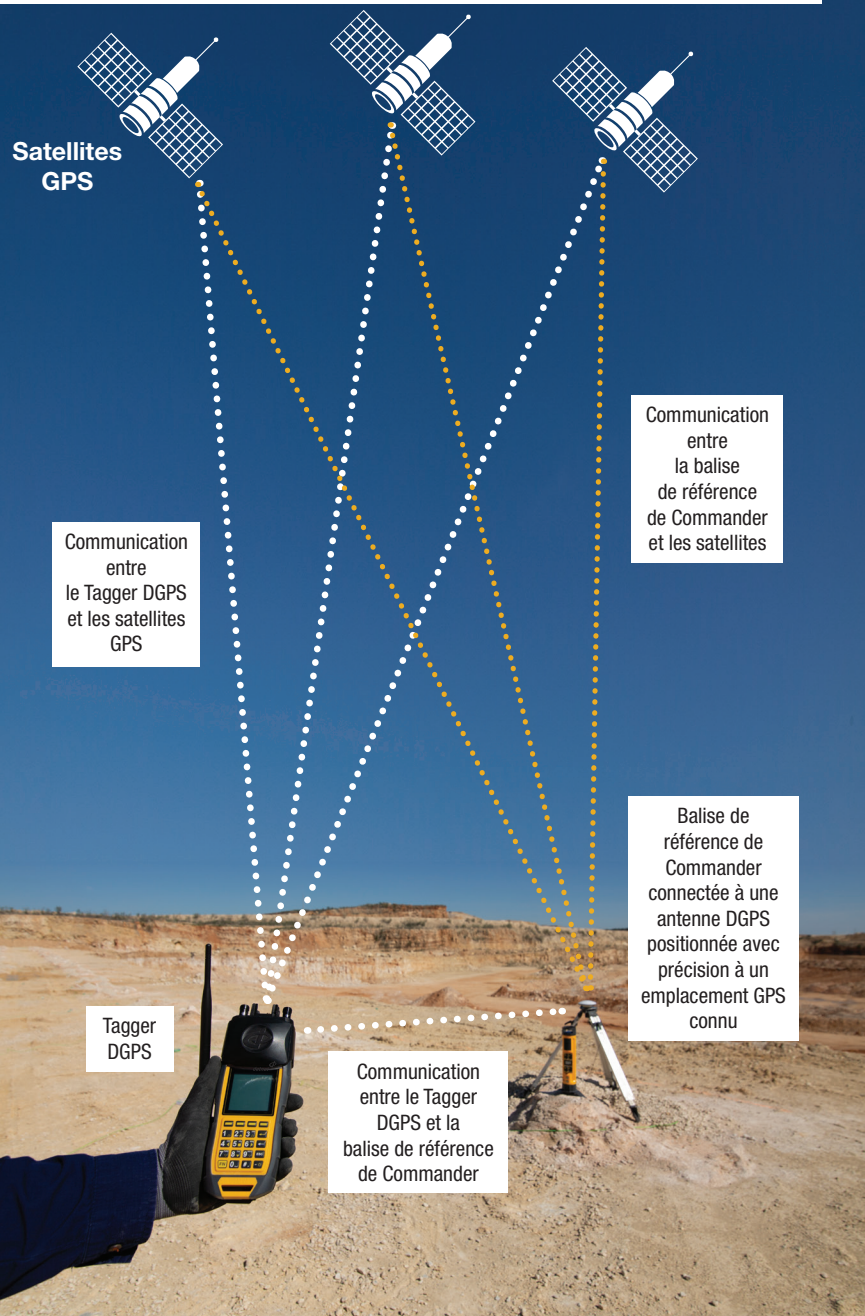 Satellites
GPS
Communication
entre
la balise
de référence
de Commander
et les satellites
Communication
entre
le Tagger DGPS
et les satellites
GPS
Balise de
référence de
Commander
connectée à une
antenne DGPS
positionnée avec
précision à un
emplacement GPS
connu
Tagger
DGPS
Communication
entre le Tagger
DGPS et la
balise de référence
de Commander